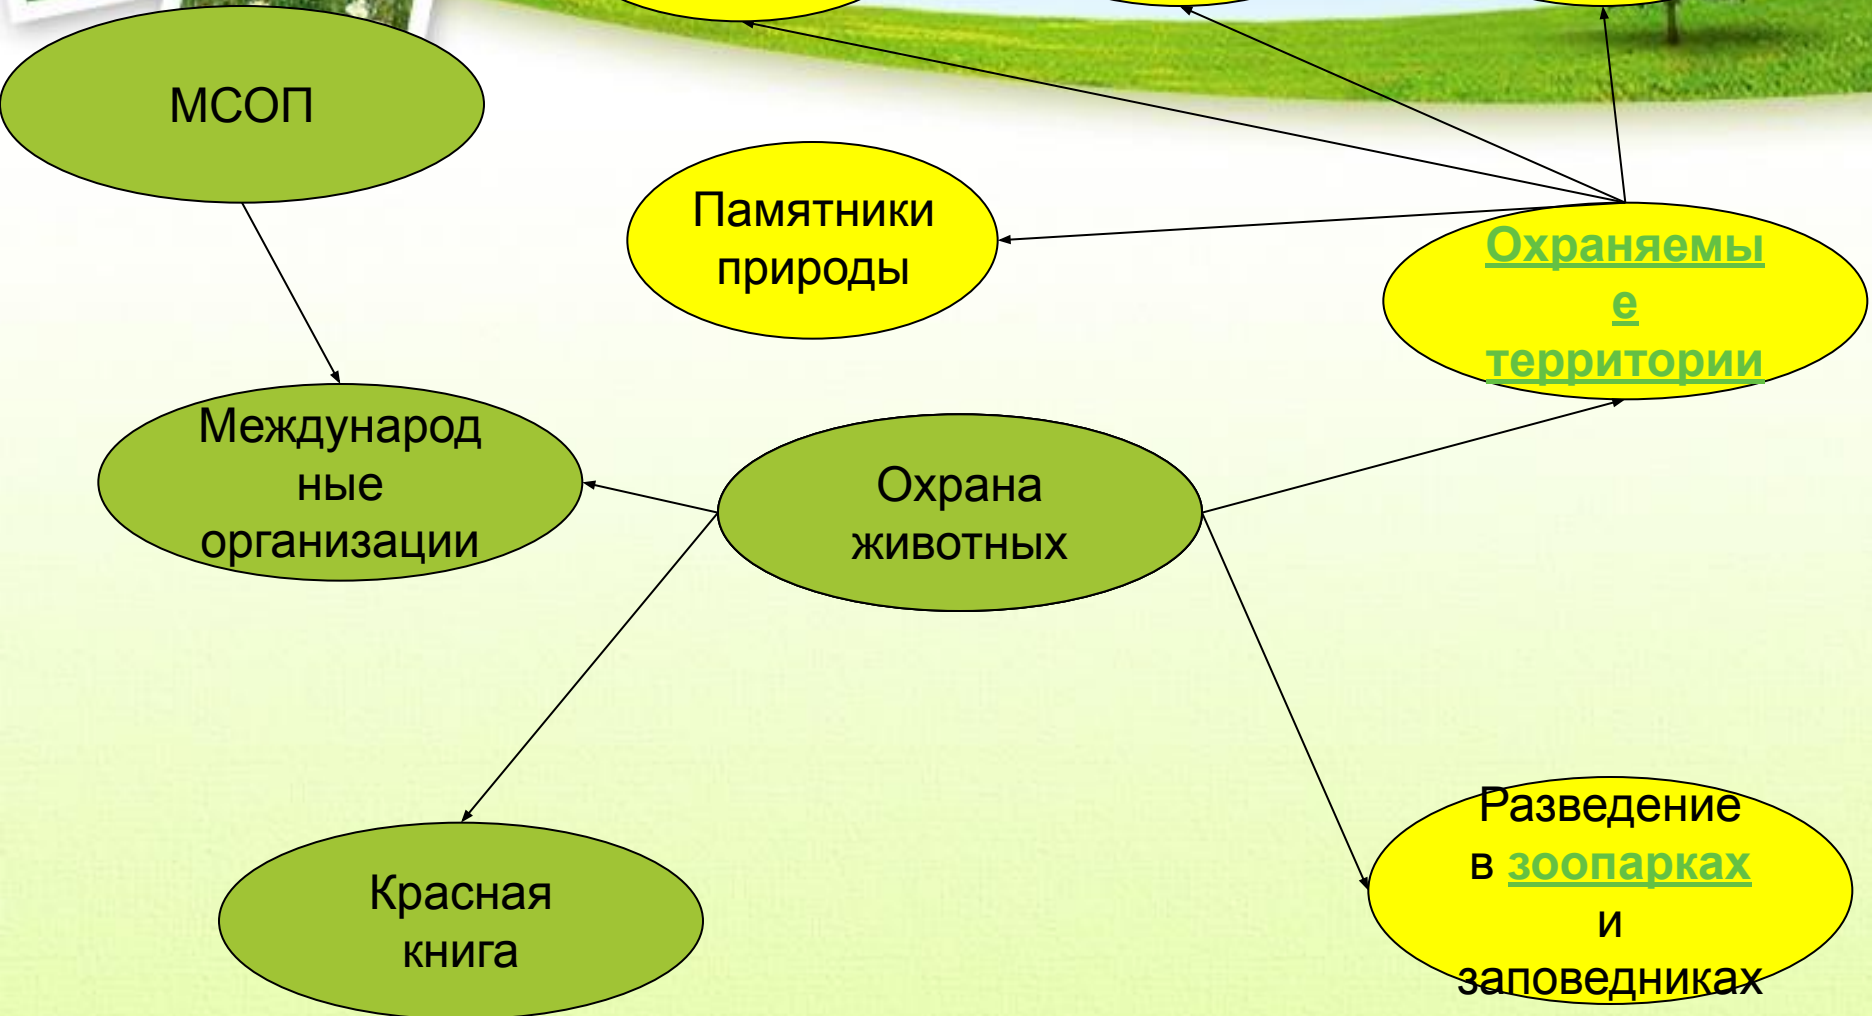 МСОП
Памятники
природы
Охраняемы
е
территории
Международ
ные
организации
Охрана
животных
Красная
книга
Разведение
в зоопарках
и
заповедниках